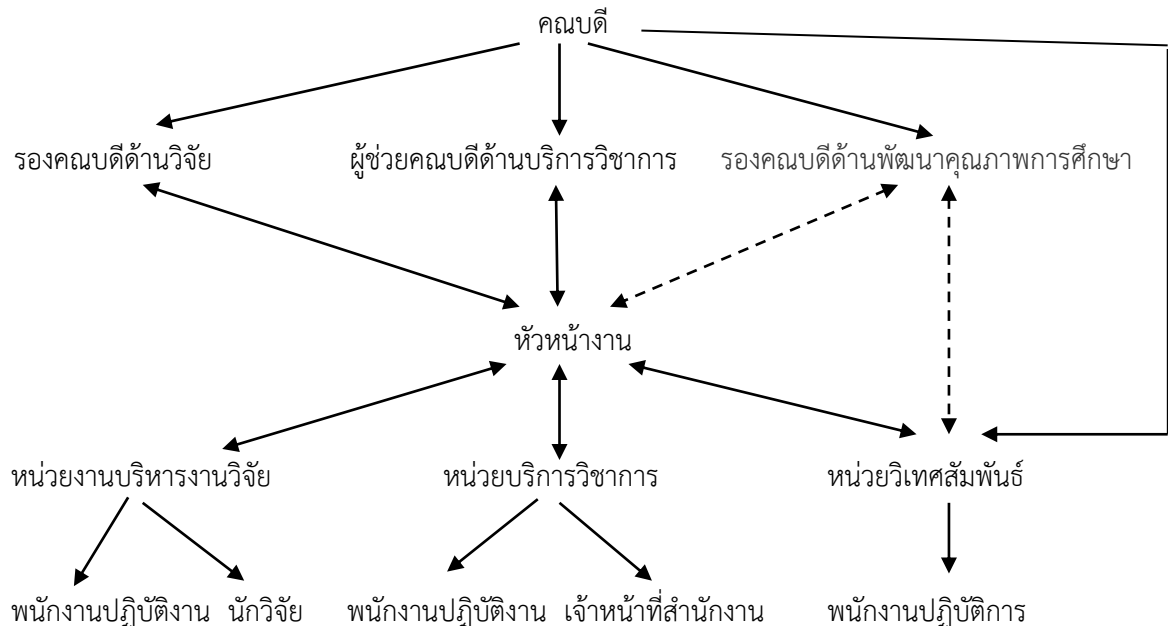 คณบดี
รองคณบดีด้านวิจัย ผู้ช่วยคณบดีด้านบริการวิชาการ รองคณบดีด้านพัฒนาคุณภาพการศึกษา
หัวหน้างาน
หน่วยงานบริหารงานวิจัย หน่วยบริการวิชาการ หน่วยวิเทศสัมพันธ์
พนักงานปฏิบัติงาน นักวิจัย พนักงานปฏิบัติงาน เจ้าหน้าที่สำนักงาน พนักงานปฏิบัติการ